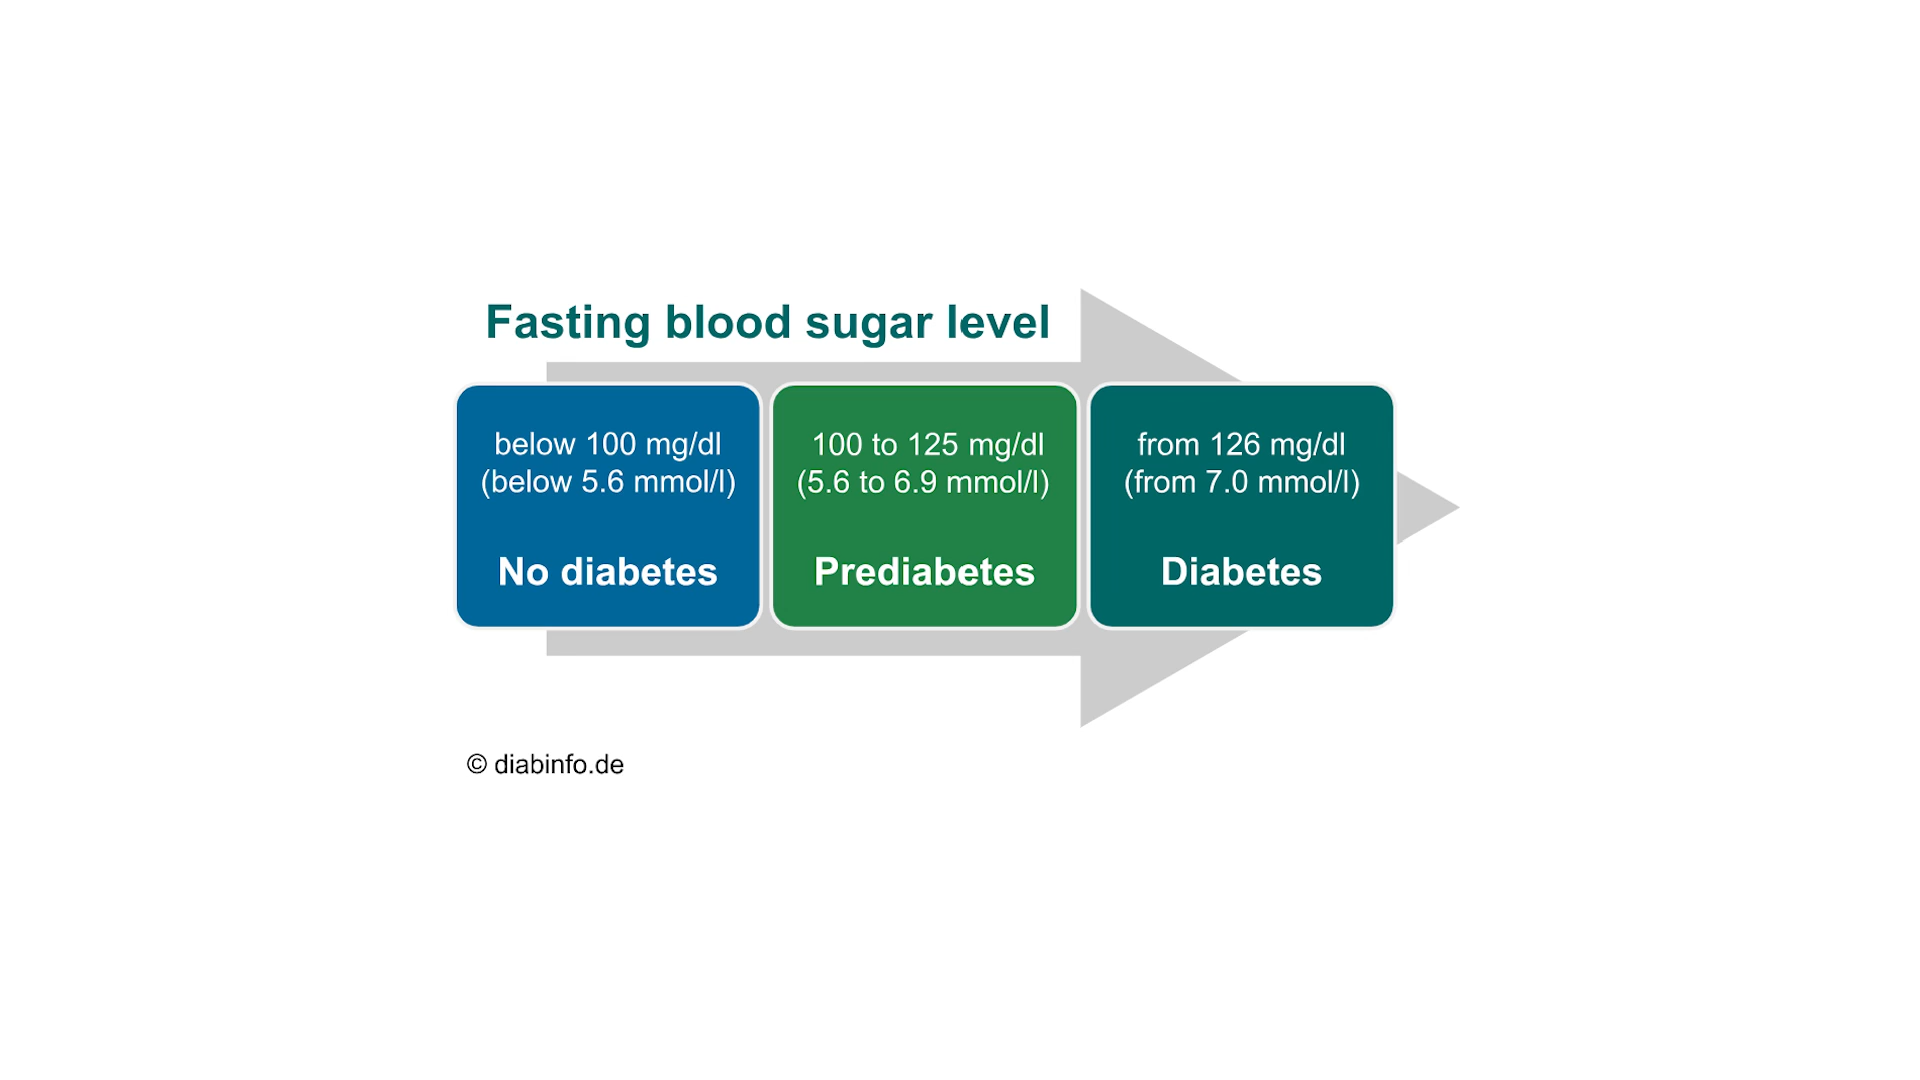 Fasting blood sugar level
below 100 mg/dl
(below 5.6 mmol/l)
No diabetes
100 to 125 mg/dl
(5.6 to 6.9 mmol/l)
Prediabetes
from 126 mg/dl
(from 7.0 mmol/l)
Diabetes
© diabinfo.de